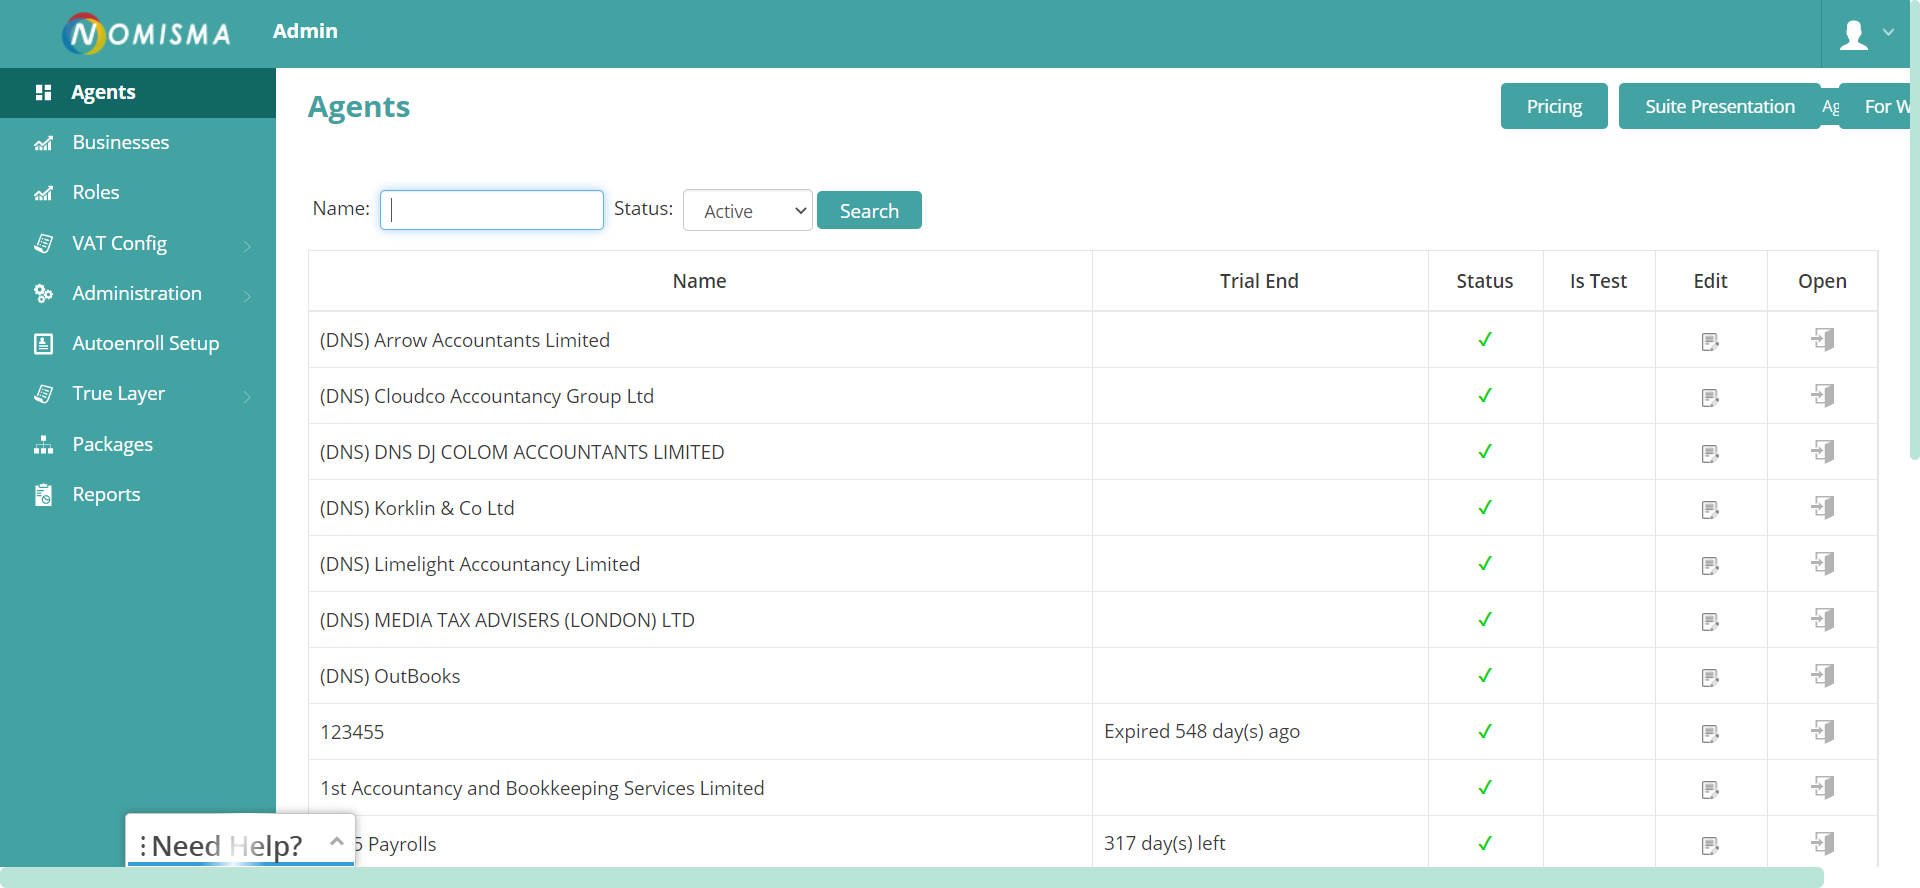 NOMISMA
Admin
Agents
Businesses
Roles
VAT Config
Administration
Autoenroll Setup
True Layer
Packages
Reports
Agents
Pricing
Suite Presentation
Ag
For W
Name:
Status:
Active
Search
Name Trial End Status Is Test Edit Open
(DNS) Arrow Accountants Limited
(DNS) Cloudco Accountancy Group Ltd
(DNS) DNS DJ COLOM ACCOUNTANTS LIMITED
(DNS) Korklin & Co Ltd
(DNS) Limelight Accountancy Limited
(DNS) MEDIA TAX ADVISERS (LONDON) LTD
(DNS) OutBooks
123455 Expired 548 day(s) ago
1st Accountancy and Bookkeeping Services Limited
5 Payrolls 317 day(s) left
Need Help?